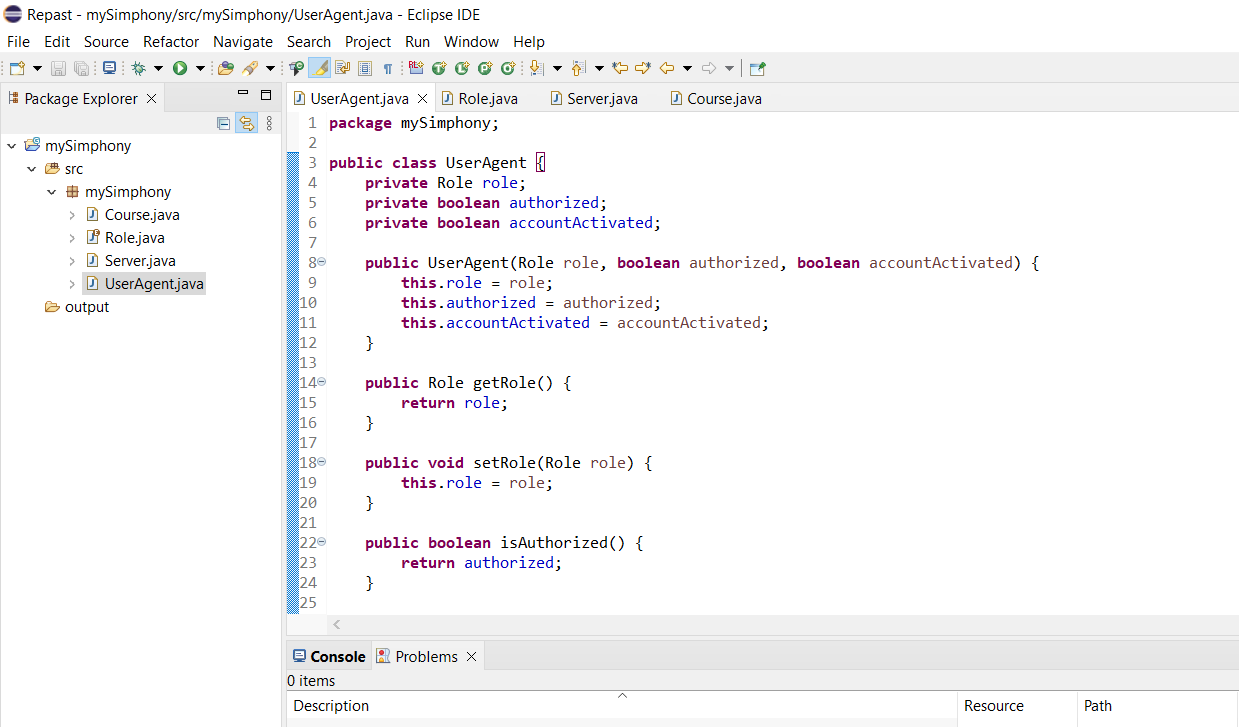 Repast - mySimphony/src/mySimphony/UserAgent.java - Eclipse IDE
File Edit Source Refactor Navigate Search Project Run Window Help
Package Explorer
mySimphony
src
mySimphony
Course.java
Role.java
Server.java
UserAgent.java
output
UserAgent.java Role.java Server.java Course.java
1 package mySimphony;
2
3 public class UserAgent {
4 private Role role;
5 private boolean authorized;
6 private boolean accountActivated;
7
8 public UserAgent(Role role, boolean authorized, boolean accountActivated) {
9 this.role = role;
10 this.authorized = authorized;
11 this.accountActivated = accountActivated;
12 }
13
14 public Role getRole() {
15 return role;
16 }
17
18 public void setRole(Role role) {
19 this.role = role;
20 }
21
22 public boolean isAuthorized() {
23 return authorized;
24 }
25
Console Problems
0 items
Description Resource Path